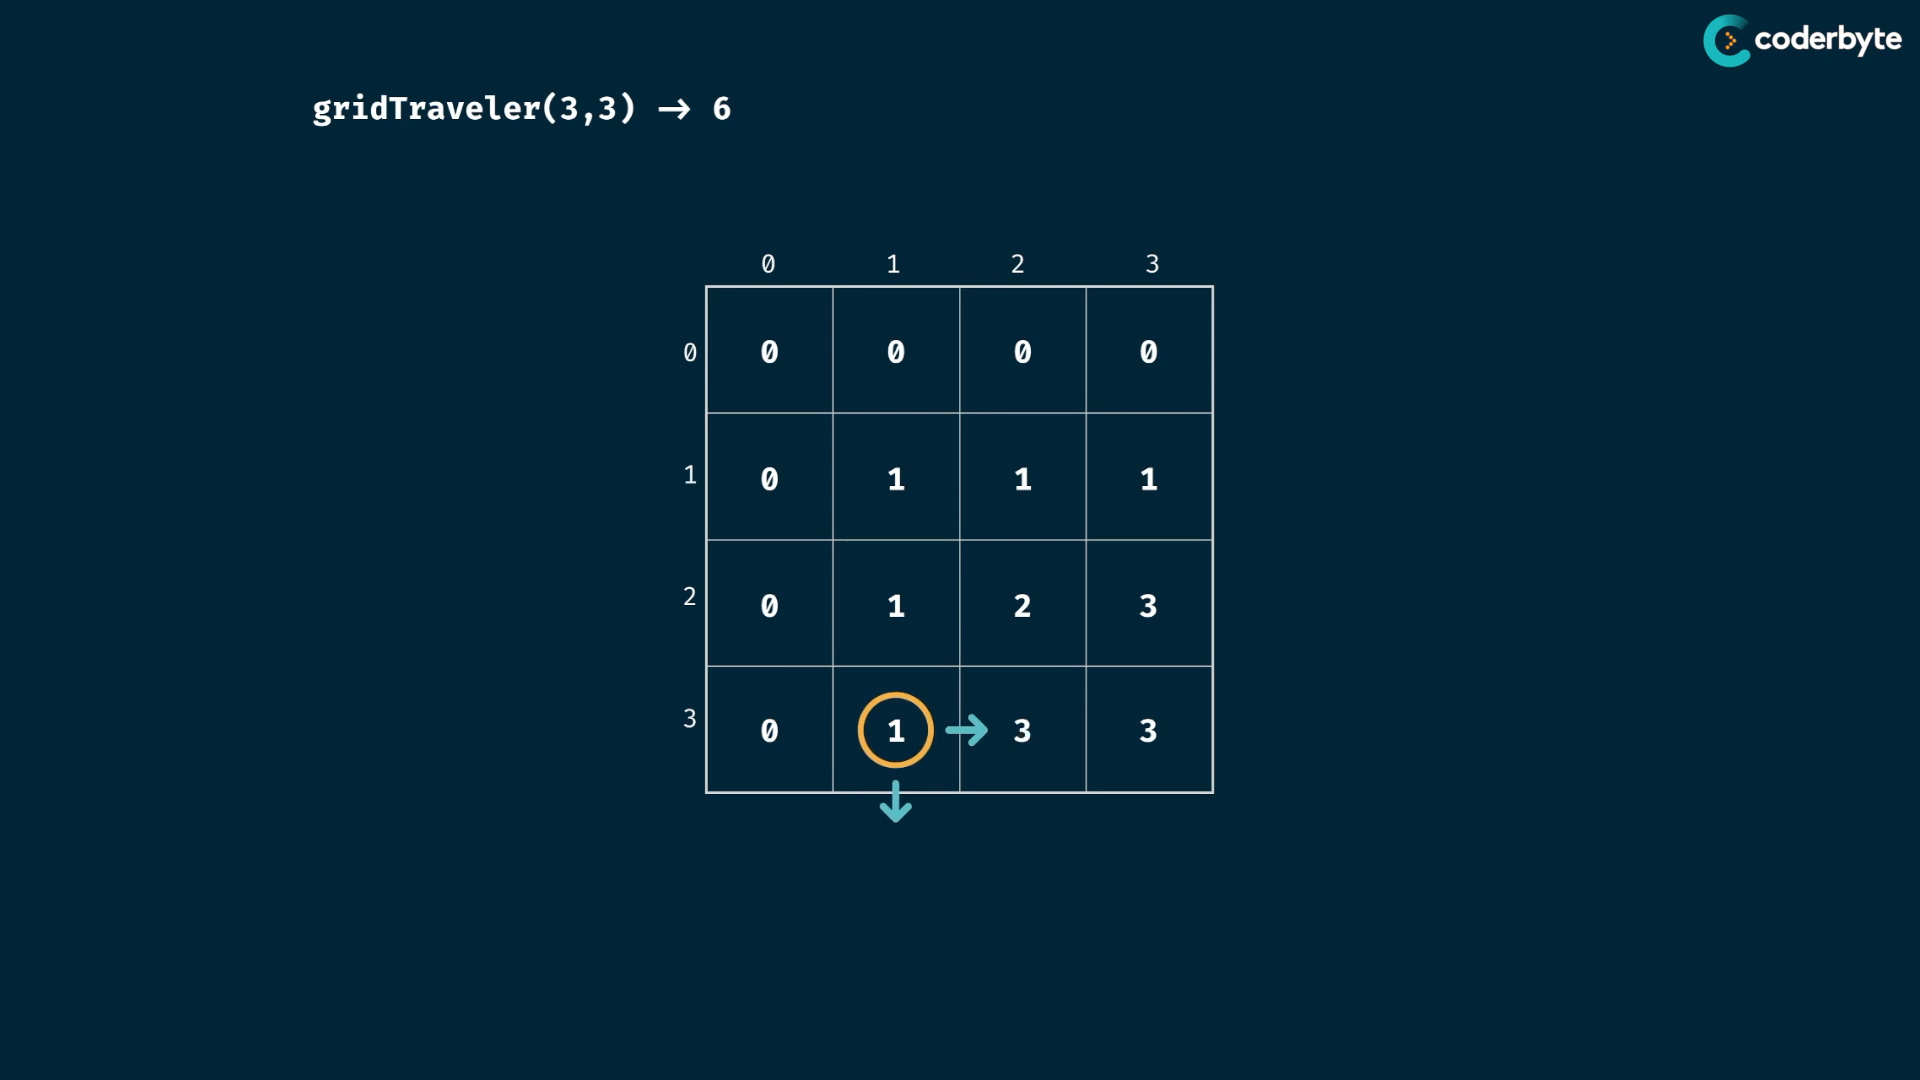 coderbyte
gridTraveler(3,3) → 6
0 1 2 3
0 0 0 0 0
1 0 1 1 1
2 0 1 2 3
3 0 1 3 3